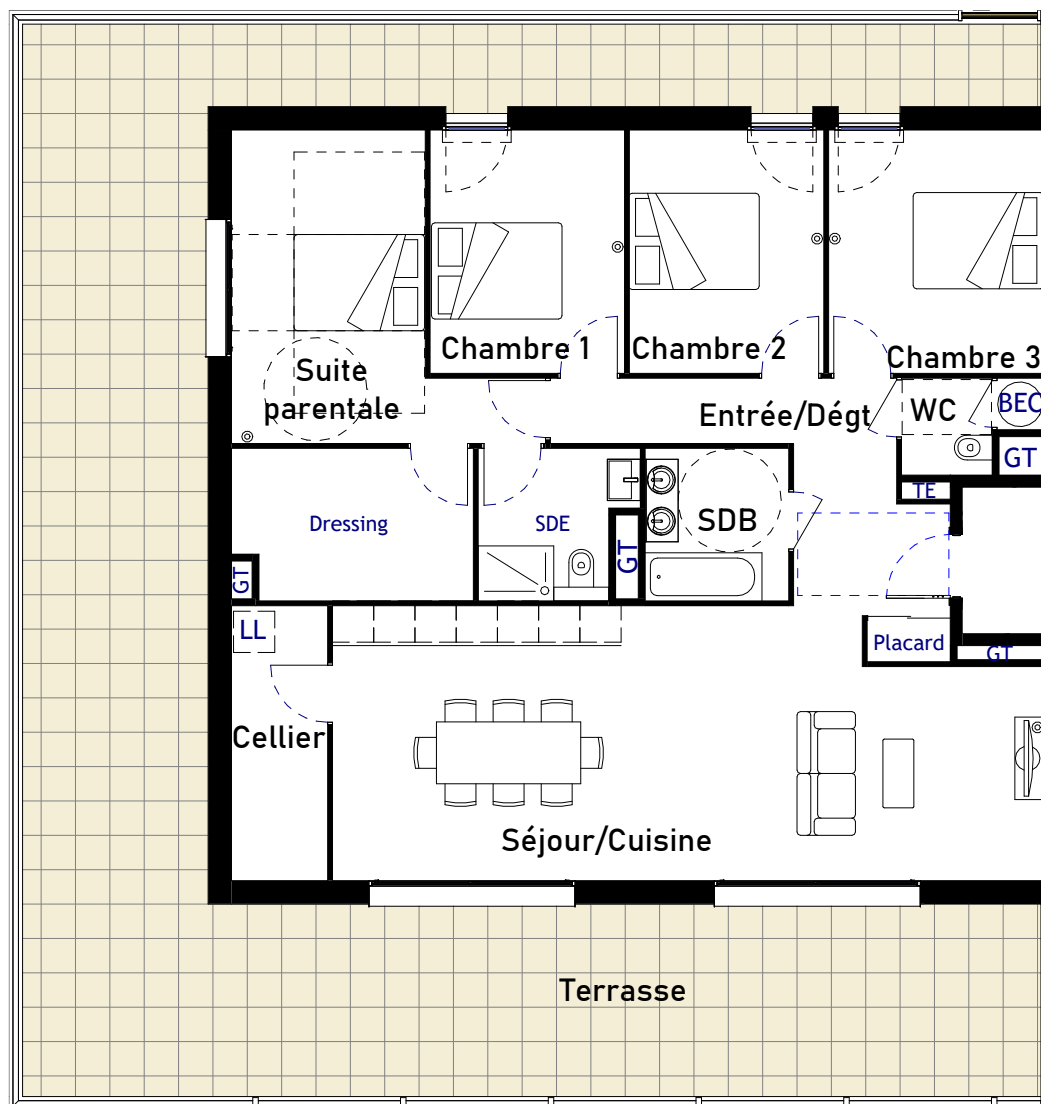 Chambre 1
Chambre 2
Chambre 3
Suite
parentale
Entrée/Dégt
WC
BEC
GT
TE
Dressing
SDE
SDB
GT
GT
LL
Placard
GT
Cellier
Séjour/Cuisine
Terrasse